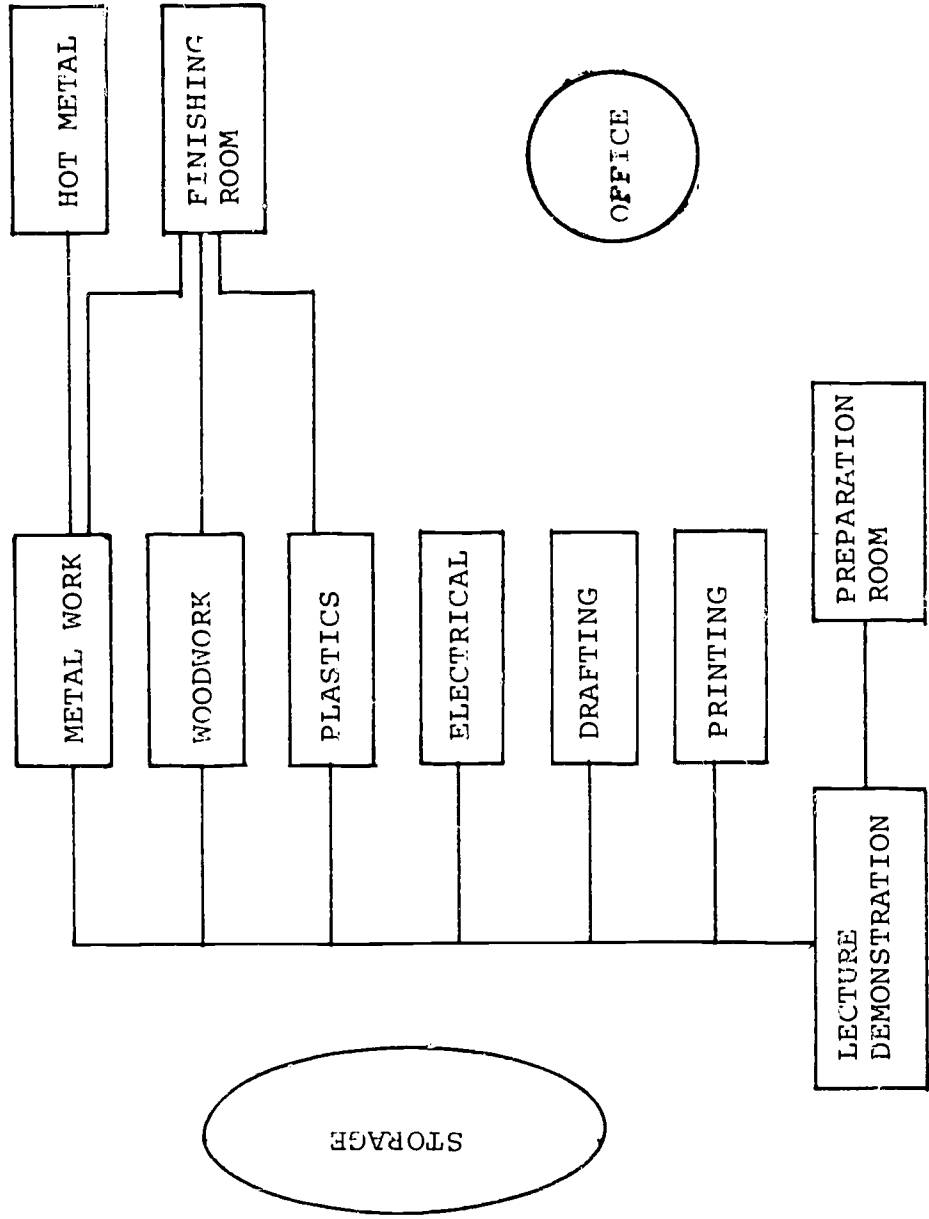 HOT METAL
FINISHING
ROOM
OFFICE
METAL WORK
WOODWORK
PLASTICS
ELECTRICAL
DRAFTING
PRINTING
PREPARATION
ROOM
LECTURE
DEMONSTRATION
STORAGE